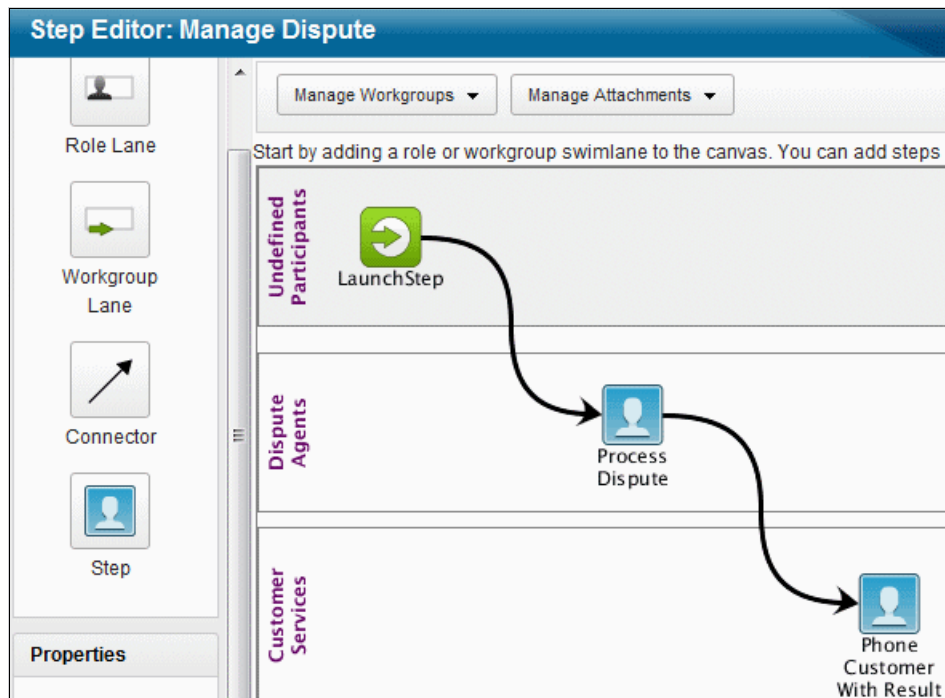 Step Editor: Manage Dispute
Role Lane
Workgroup
Lane
Connector
Step
Properties
Manage Workgroups
Manage Attachments
Start by adding a role or workgroup swimlane to the canvas. You can add steps
Undefined
Participants
LaunchStep
Dispute
Agents
Process
Dispute
Customer
Services
Phone
Customer
With Result